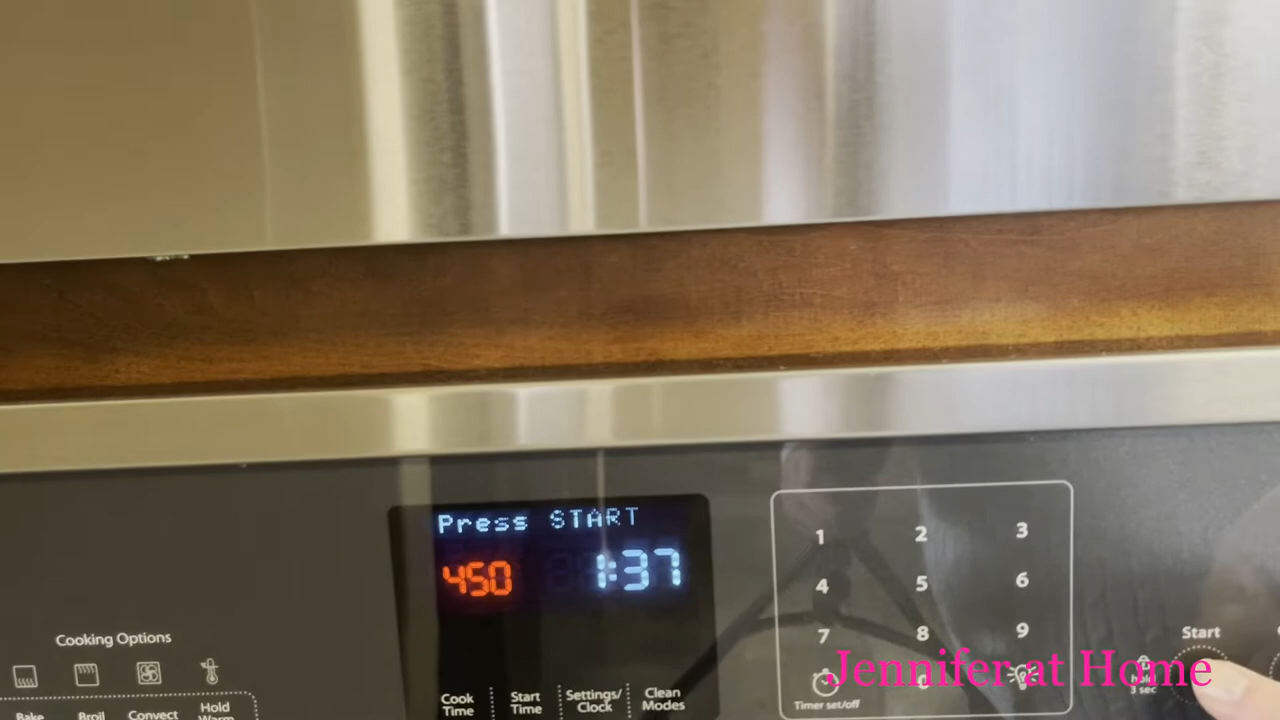 Press START
450 1:37
1 2 3
4 5 6
7 8 9
Cooking Options
Start
Timer set/off
3 sec
Bake
Broil
Convect
Hold
Warm
Cook
Time
Start
Time
Settings/
Clock
Clean
Modes
Jennifer at Home